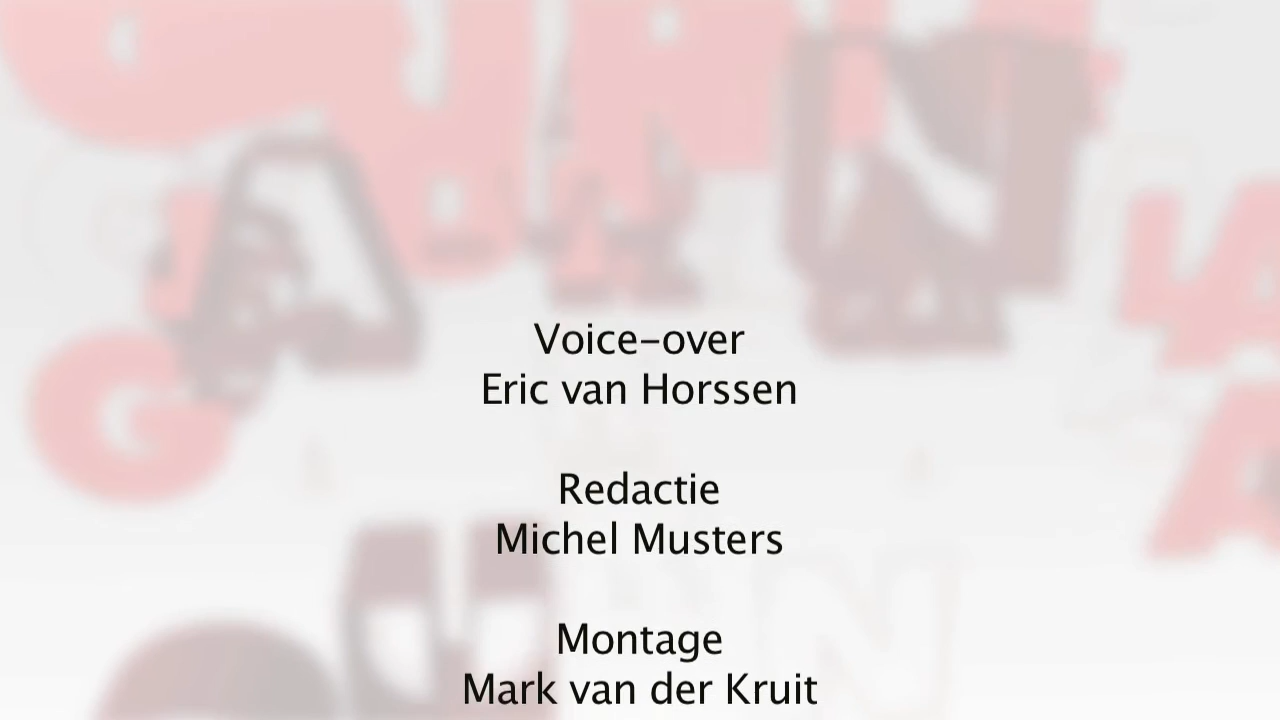 Voice-over
Eric van Horssen
Redactie
Michel Musters
Montage
Mark van der Kruit